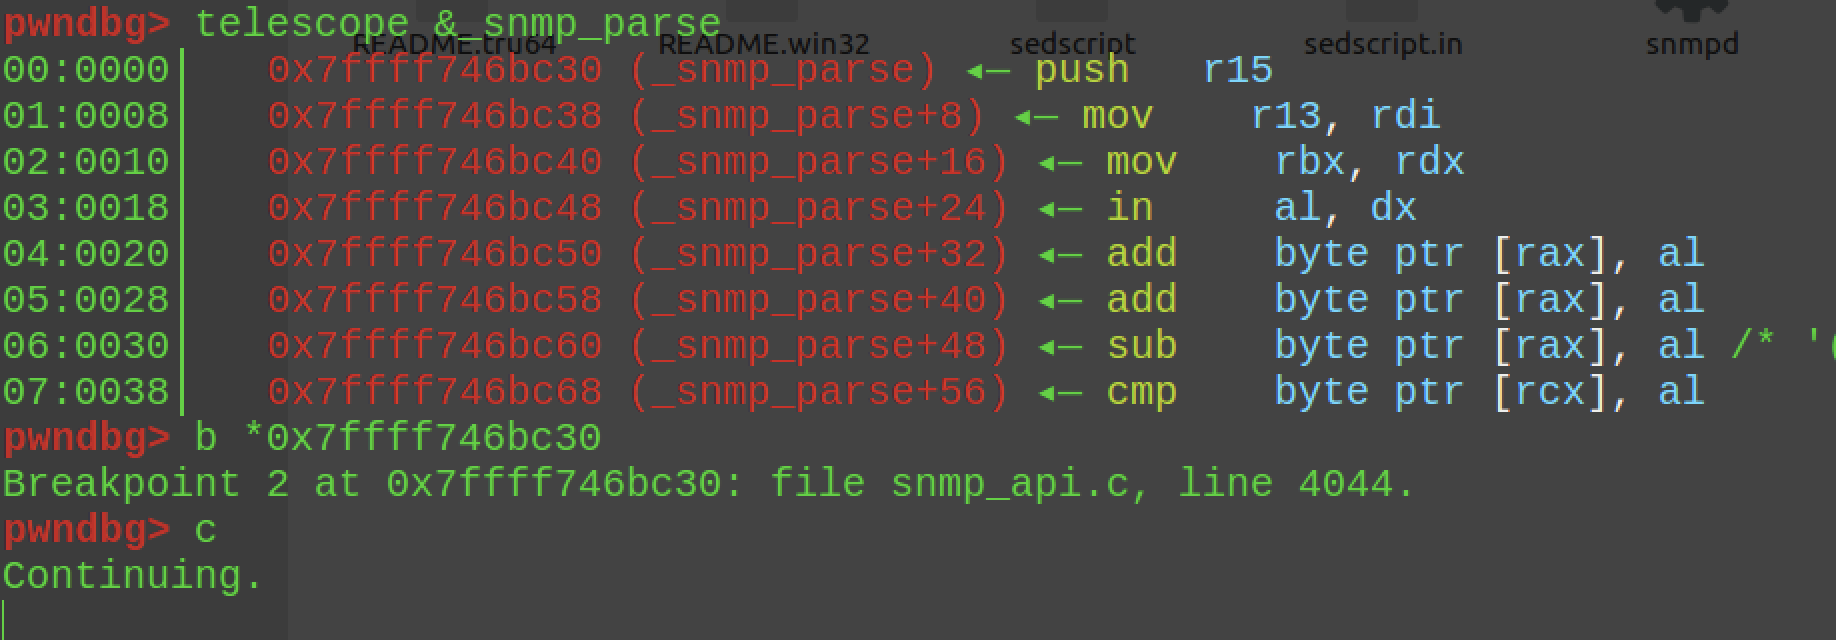 pwndbg> telescope &_snmp_parse
README.tru64 README.win32 sedscript sedscript.in snmpd
00:0000│ 0x7ffff746bc30 (_snmp_parse) ◂— push r15
01:0008│ 0x7ffff746bc38 (_snmp_parse+8) ◂— mov r13, rdi
02:0010│ 0x7ffff746bc40 (_snmp_parse+16) ◂— mov rbx, rdx
03:0018│ 0x7ffff746bc48 (_snmp_parse+24) ◂— in al, dx
04:0020│ 0x7ffff746bc50 (_snmp_parse+32) ◂— add byte ptr [rax], al
05:0028│ 0x7ffff746bc58 (_snmp_parse+40) ◂— add byte ptr [rax], al
06:0030│ 0x7ffff746bc60 (_snmp_parse+48) ◂— sub byte ptr [rax], al /* '(
07:0038│ 0x7ffff746bc68 (_snmp_parse+56) ◂— cmp byte ptr [rcx], al
pwndbg> b *0x7ffff746bc30
Breakpoint 2 at 0x7ffff746bc30: file snmp_api.c, line 4044.
pwndbg> c
Continuing.